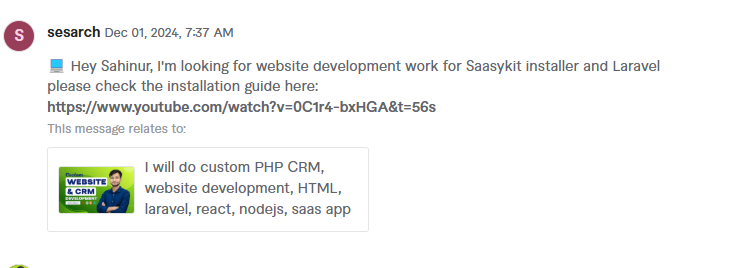 S
sesarch Dec 01, 2024, 7:37 AM
Hey Sahinur, I'm looking for website development work for Saasykit installer and Laravel
please check the installation guide here:
https://www.youtube.com/watch?v=0C1r4-bxHGA&t=56s
This message relates to:
I will do custom PHP CRM,
website development, HTML,
laravel, react, nodejs, saas app
WEBSITE
& CRM
DEVELOPMENT